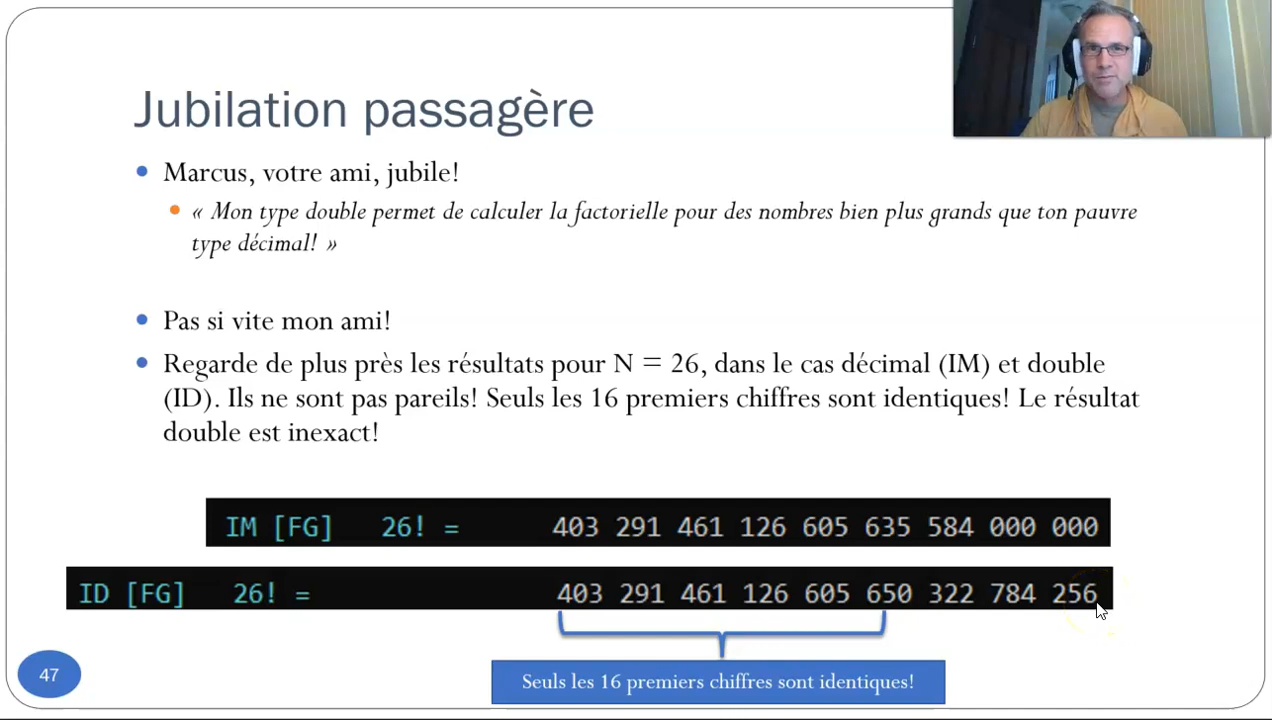 Jubilation passagère
Marcus, votre ami, jubile!
« Mon type double permet de calculer la factorielle pour des nombres bien plus grands que ton pauvre
type décimal! »
Pas si vite mon ami!
Regarde de plus près les résultats pour N = 26, dans le cas décimal (IM) et double
(ID). Ils ne sont pas pareils! Seuls les 16 premiers chiffres sont identiques! Le résultat
double est inexact!
IM [FG] 26! = 403 291 461 126 605 635 584 000 000
ID [FG] 26! = 403 291 461 126 605 650 322 784 256
Seuls les 16 premiers chiffres sont identiques!
47